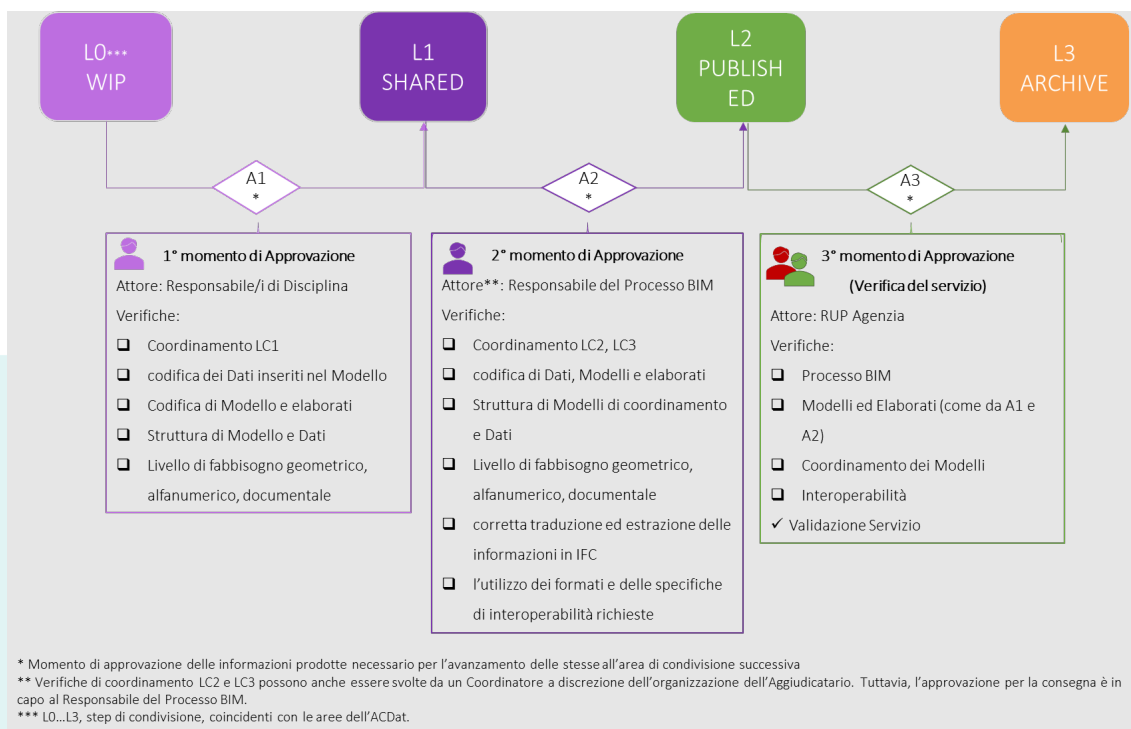 L0***
WIP
L1
SHARED
L2
PUBLISH
ED
L3
ARCHIVE
A1
*
A2
*
A3
*
1° momento di Approvazione
Attore: Responsabile/i di Disciplina
Verifiche:
Coordinamento LC1
codifica dei Dati inseriti nel Modello
Codifica di Modello e elaborati
Struttura di Modello e Dati
Livello di fabbisogno geometrico,
alfanumerico, documentale
2° momento di Approvazione
Attore**: Responsabile del Processo BIM
Verifiche:
Coordinamento LC2, LC3
codifica di Dati, Modelli e elaborati
Struttura di Modelli di coordinamento
e Dati
Livello di fabbisogno geometrico,
alfanumerico, documentale
corretta traduzione ed estrazione delle
informazioni in IFC
l’utilizzo dei formati e delle specifiche
di interoperabilità richieste
3° momento di Approvazione
(Verifica del servizio)
Attore: RUP Agenzia
Verifiche:
Processo BIM
Modelli ed Elaborati (come da A1 e
A2)
Coordinamento dei Modelli
Interoperabilità
✓ Validazione Servizio
* Momento di approvazione delle informazioni prodotte necessario per l’avanzamento delle stesse all’area di condivisione successiva
** Verifiche di coordinamento LC2 e LC3 possono anche essere svolte da un Coordinatore a discrezione dell’organizzazione dell’Aggiudicatario. Tuttavia, l’approvazione per la consegna è in
capo al Responsabile del Processo BIM.
*** L0...L3, step di condivisione, coincidenti con le aree dell’ACDat.